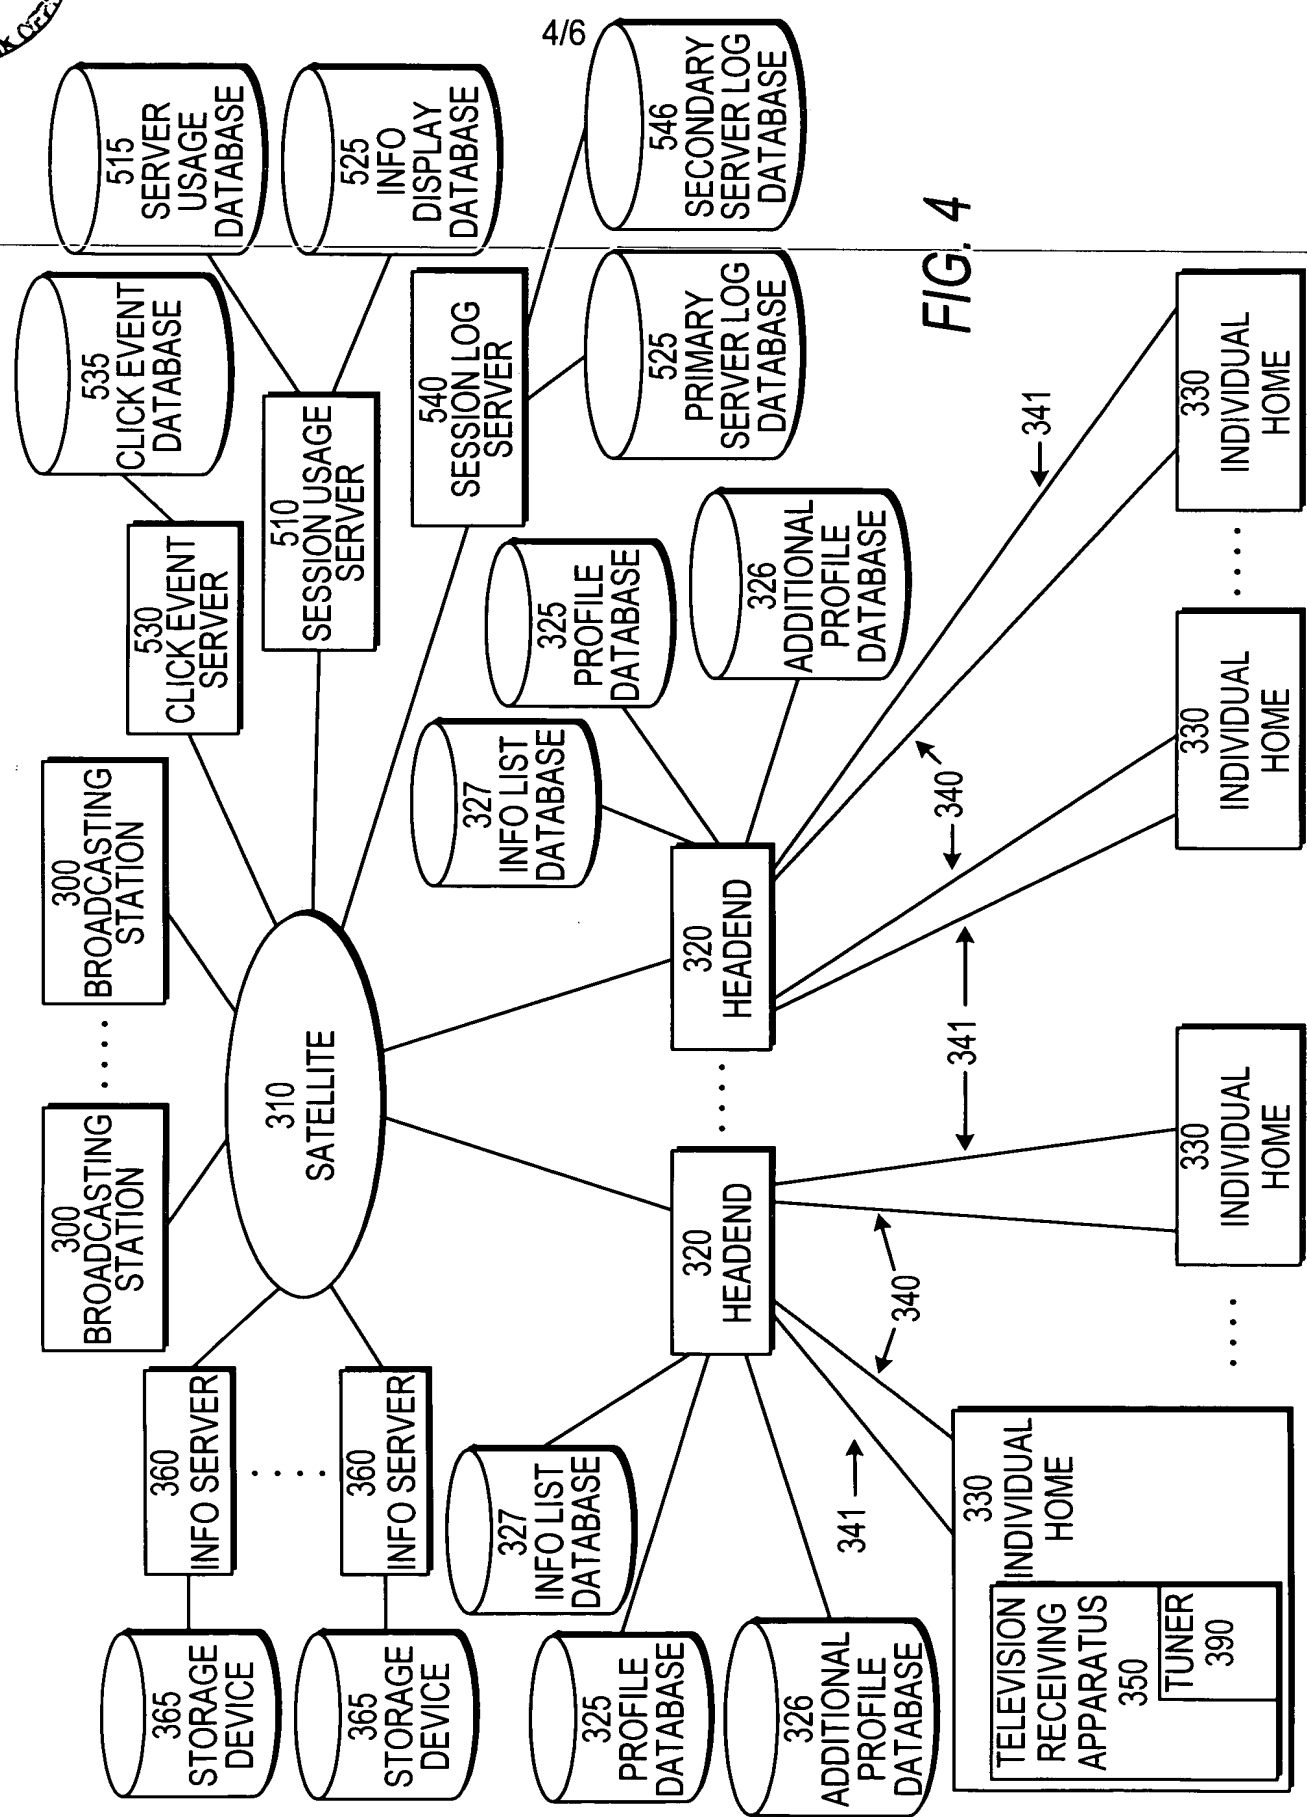 4/6
365
STORAGE
DEVICE
365
STORAGE
DEVICE
360
INFO SERVER
360
INFO SERVER
300
BROADCASTING
STATION
300
BROADCASTING
STATION
310
SATELLITE
530
CLICK EVENT
SERVER
535
CLICK EVENT
DATABASE
510
SESSION USAGE
SERVER
515
SERVER
USAGE
DATABASE
525
INFO
DISPLAY
DATABASE
540
SESSION LOG
SERVER
525
PRIMARY
SERVER LOG
DATABASE
546
SECONDARY
SERVER LOG
DATABASE
327
INFO LIST
DATABASE
325
PROFILE
DATABASE
326
ADDITIONAL
PROFILE
DATABASE
320
HEADEND
320
HEADEND
327
INFO LIST
DATABASE
325
PROFILE
DATABASE
326
ADDITIONAL
PROFILE
DATABASE
341
340
341
340
341
330
INDIVIDUAL
HOME
TELEVISION
RECEIVING
APPARATUS
350
TUNER
390
330
INDIVIDUAL
HOME
330
INDIVIDUAL
HOME
330
INDIVIDUAL
HOME
FIG. 4